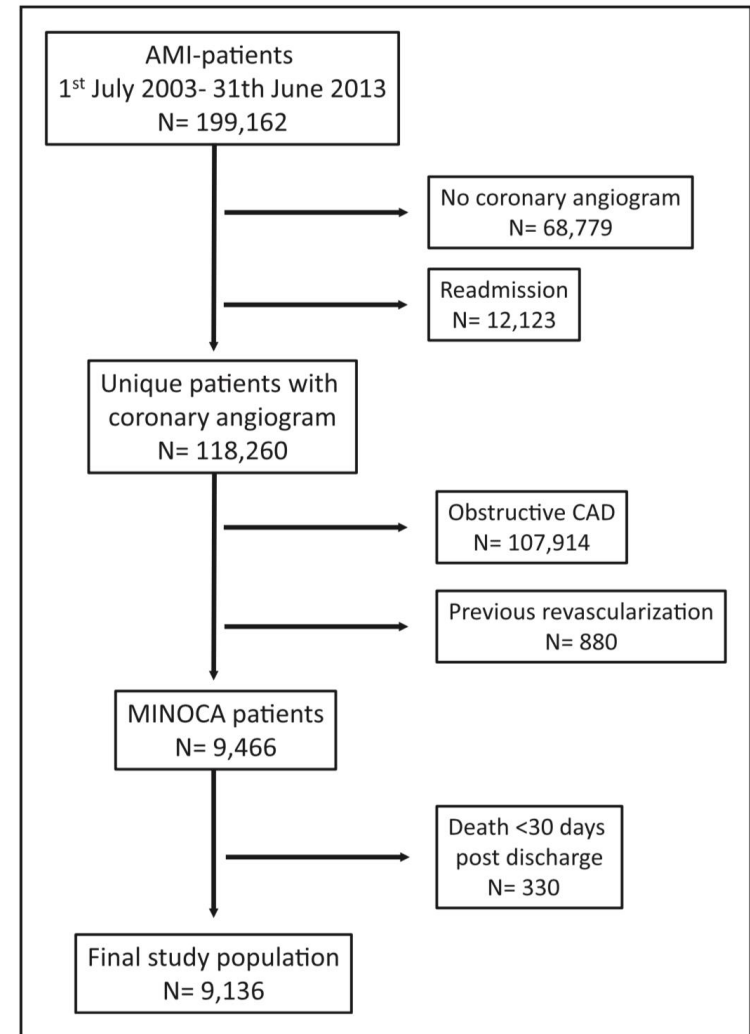 AMI-patients
1st July 2003- 31th June 2013
N= 199,162
No coronary angiogram
N= 68,779
Readmission
N= 12,123
Unique patients with
coronary angiogram
N= 118,260
Obstructive CAD
N= 107,914
Previous revascularization
N= 880
MINOCA patients
N= 9,466
Death <30 days
post discharge
N= 330
Final study population
N= 9,136